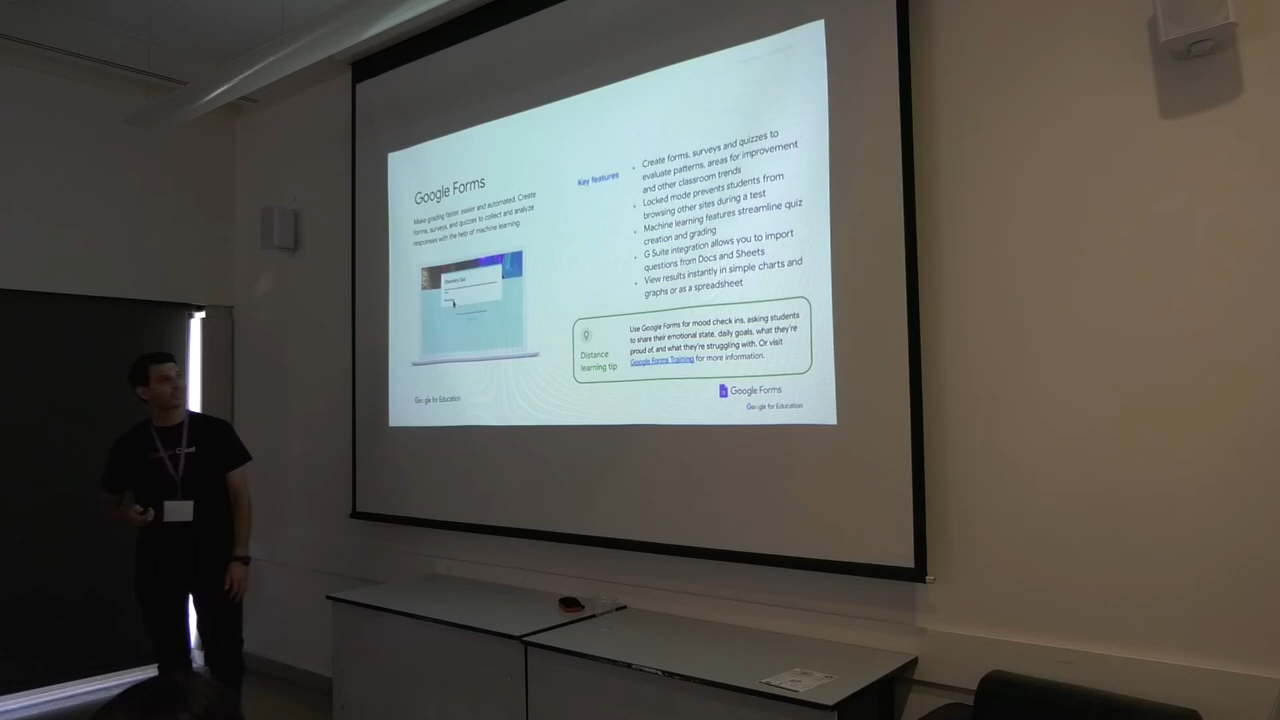 Google Forms
Make grading faster, easier and automated. Create
forms, surveys, and quizzes to collect and analyze
responses with the help of machine learning.
Discovery Quiz
Google for Education
Key features
• Create forms, surveys and quizzes to
evaluate patterns, areas for improvement
and other classroom trends
• Locked mode prevents students from
browsing other sites during a test
• Machine learning features streamline quiz
creation and grading
• G Suite integration allows you to import
questions from Docs and Sheets
• View results instantly in simple charts and
graphs or as a spreadsheet
Distance
learning tip
Use Google Forms for mood check ins, asking students
to share their emotional state, daily goals, what they're
proud of, and what they're struggling with. Or visit
Google Forms Training for more information.
Google Forms
Google for Education
Cloud